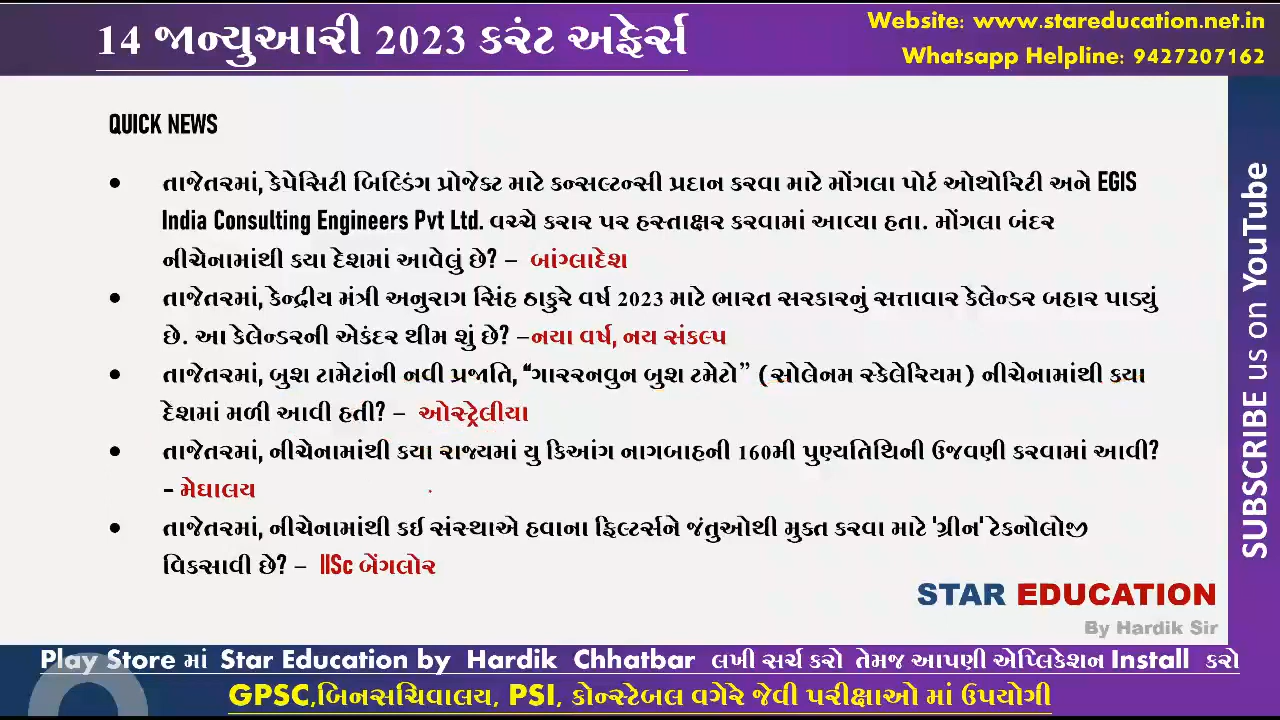 14 જાન્યુઆરી 2023 કરંટ અફેર્સ
Website: www.stareducation.net.in
Whatsapp Helpline: 9427207162
QUICK NEWS
• તાજેતરમાં, કેપેસિટી બિલ્ડિંગ પ્રોજેક્ટ માટે કન્સલ્ટન્સી પ્રદાન કરવા માટે મોંગલા પોર્ટ ઓથોરિટી અને EGIS
India Consulting Engineers Pvt Ltd. વચ્ચે કરાર પર હસ્તાક્ષર કરવામાં આવ્યા હતા. મોંગલા બંદર
નીચેનામાંથી કયા દેશમાં આવેલું છે? – બાંગ્લાદેશ
• તાજેતરમાં, કેન્દ્રીય મંત્રી અનુરાગ સિંહ ઠાકુરે વર્ષ 2023 માટે ભારત સરકારનું સત્તાવાર કેલેન્ડર બહાર પાડ્યું
છે. આ કેલેન્ડરની એકંદર થીમ શું છે? –નયા વર્ષ, નય સંકલ્પ
• તાજેતરમાં, બુશ ટામેટાંની નવી પ્રજાતિ, “ગારરનવુન બુશ ટમેટો” (સોલેનમ સ્કેલેરિયમ) નીચેનામાંથી કયા
દેશમાં મળી આવી હતી? – ઓસ્ટ્રેલીયા
• તાજેતરમાં, નીચેનામાંથી કયા રાજ્યમાં યુ કિઆંગ નાગબાહની 160મી પુણ્યતિથિની ઉજવણી કરવામાં આવી?
– મેઘાલય
• તાજેતરમાં, નીચેનામાંથી કઈ સંસ્થાએ હવાના ફિલ્ટર્સને જંતુઓથી મુક્ત કરવા માટે 'ગ્રીન' ટેકનોલોજી
વિકસાવી છે? – IISc બેંગલોર
STAR EDUCATION
By Hardik Sir
SUBSCRIBE us on YouTube
Play Store માં Star Education by Hardik Chhatbar લખી સર્ચ કરો તેમજ આપણી એપ્લિકેશન Install કરો
GPSC,બિનસચિવાલય, PSI, કોન્સ્ટેબલ વગેરે જેવી પરીક્ષાઓ માં ઉપયોગી